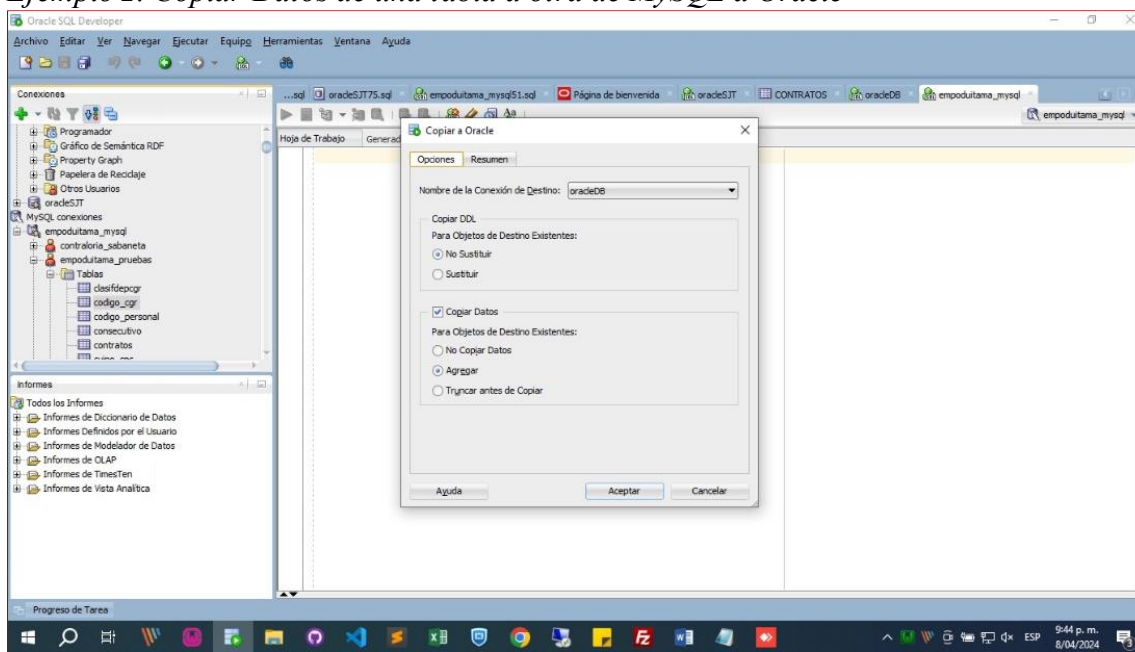 Ejemplo 2. Copiar Datos de una tabla a otra de MySQL a Oracle
Oracle SQL Developer
Archivo Editar Ver Navegar Ejecutar Equipo Herramientas Ventana Ayuda
Conexiones
...sql oracleSJT75.sql empoduitama_mysql51.sql Página de bienvenida oracleSJT CONTRATOS oracleDB empoduitama_mysql
empoduitama_mysql
Hoja de Trabajo Generad
Programador
Gráfico de Semántica RDF
Property Graph
Papelera de Reciclaje
Otros Usuarios
oracleSJT
MySQL conexiones
empoduitama_mysql
contraloria_sabaneta
empoduitama_pruebas
Tablas
clasifdepcgr
codigo_cgr
codigo_personal
consecutivo
contratos
Informes
Todos los Informes
Informes de Diccionario de Datos
Informes Definidos por el Usuario
Informes de Modelador de Datos
Informes de OLAP
Informes de TimesTen
Informes de Vista Analítica
Copiar a Oracle
Opciones Resumen
Nombre de la Conexión de Destino: oracleDB
Copiar DDL
Para Objetos de Destino Existentes:
No Sustituir
Sustituir
Copiar Datos
Para Objetos de Destino Existentes:
No Copiar Datos
Agregar
Truncar antes de Copiar
Ayuda Aceptar Cancelar
Progreso de Tarea
ESP
9:44 p. m.
8/04/2024